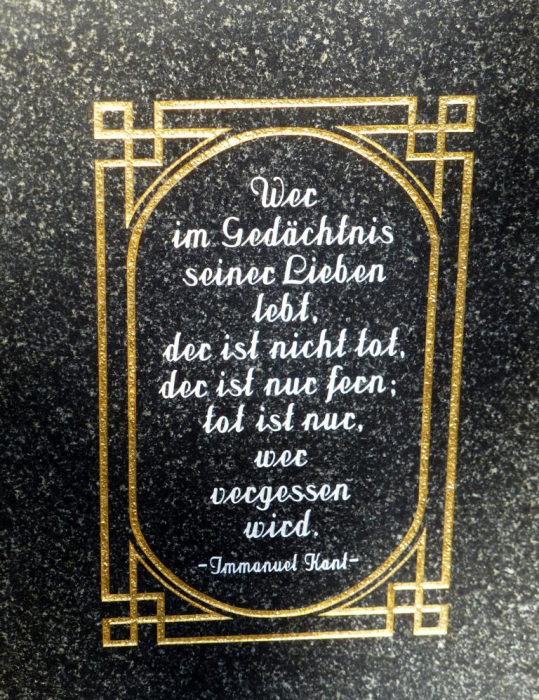 Wer
im Gedächtnis
seiner Lieben
lebt,
der ist nicht tot,
der ist nur fern;
tot ist nur,
wer
vergessen
wird.
-Immanuel Kant-